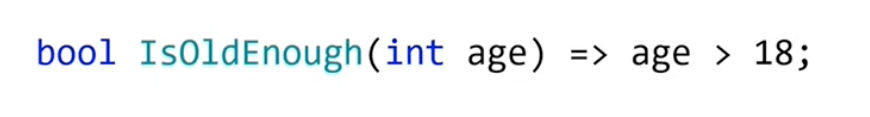 bool IsOldEnough(int age) => age > 18;